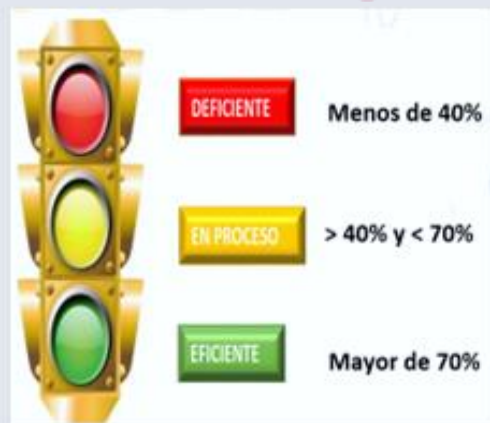 DEFICIENTE Menos de 40%
EN PROCESO > 40% y < 70%
EFICIENTE Mayor de 70%